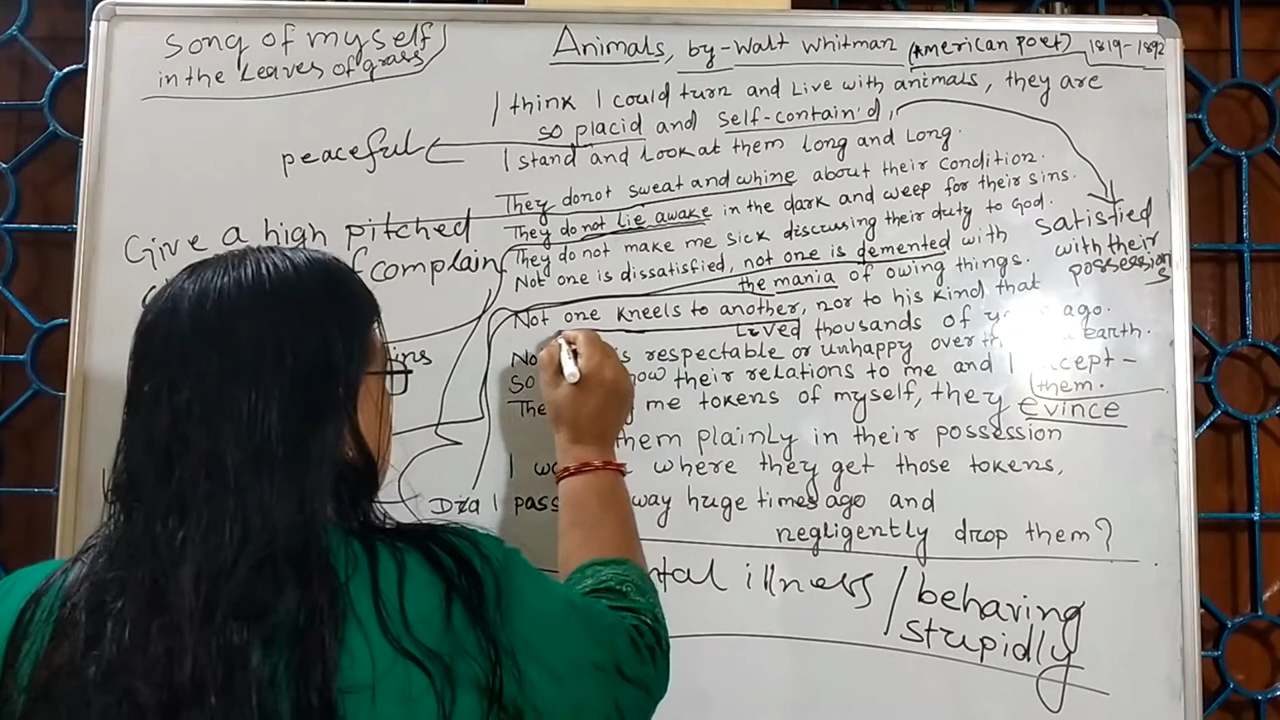 Song of myself
in the Leaves of grass
Animals, by-Walt Whitman (American Poet) 1819-1892
I think I could turn and Live with animals, they are
so placid and self-contain'd,
peaceful
I stand and Look at them long and Long.
They donot sweat and whine about their Condition.
They do not lie awake in the dark and weep for their sins.
They do not make me sick discussing their duty to God.
Not one is dissatisfied, not one is demented with
the mania of owing things.
Satisfied
with their
possessions
Give a high pitched
complain
Not one kneels to another, nor to his kind that
Lived thousands of ago.
is respectable or unhappy over earth.
So their relations to me and I accept-
them.
me tokens of myself, they evince
them plainly in their possession
I where they get those tokens,
I pass way huge times ago and
negligently drop them?
illness / behaving
stupidly